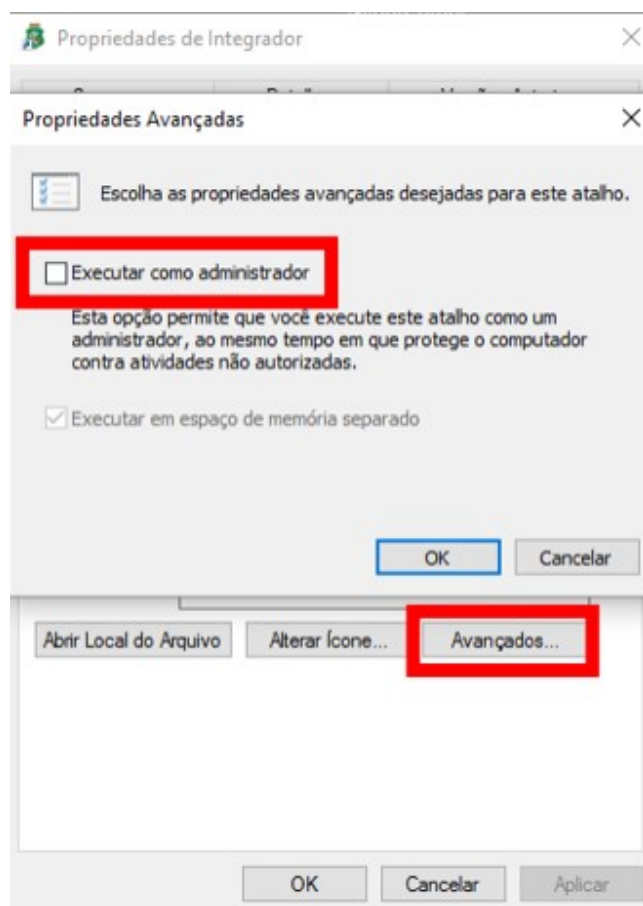 Propriedades de Integrador
Propriedades Avançadas
Escolha as propriedades avançadas desejadas para este atalho.
Executar como administrador
Esta opção permite que você execute este atalho como um
administrador, ao mesmo tempo em que protege o computador
contra atividades não autorizadas.
Executar em espaço de memória separado
OK Cancelar
Abrir Local do Arquivo Alterar Ícone... Avançados...
OK Cancelar Aplicar